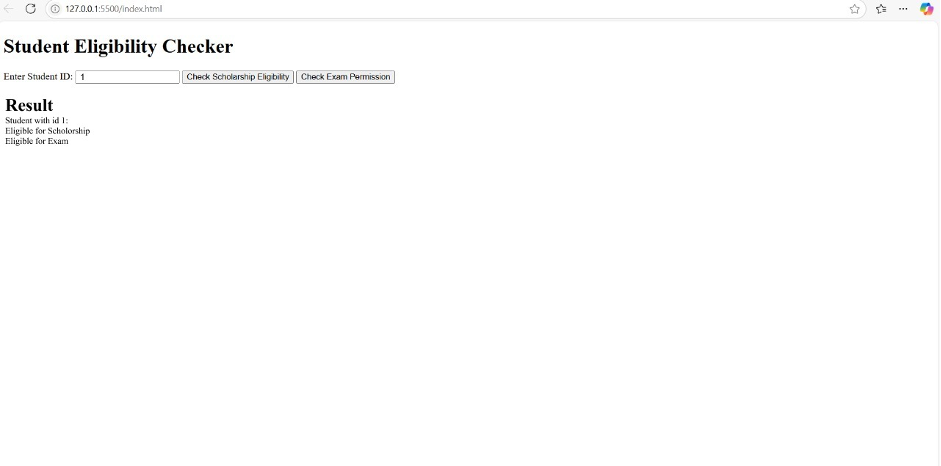 127.0.0.1:5500/index.html
Student Eligibility Checker
Enter Student ID: 1 Check Scholarship Eligibility Check Exam Permission
Result
Student with id 1:
Eligible for Scholorship
Eligible for Exam